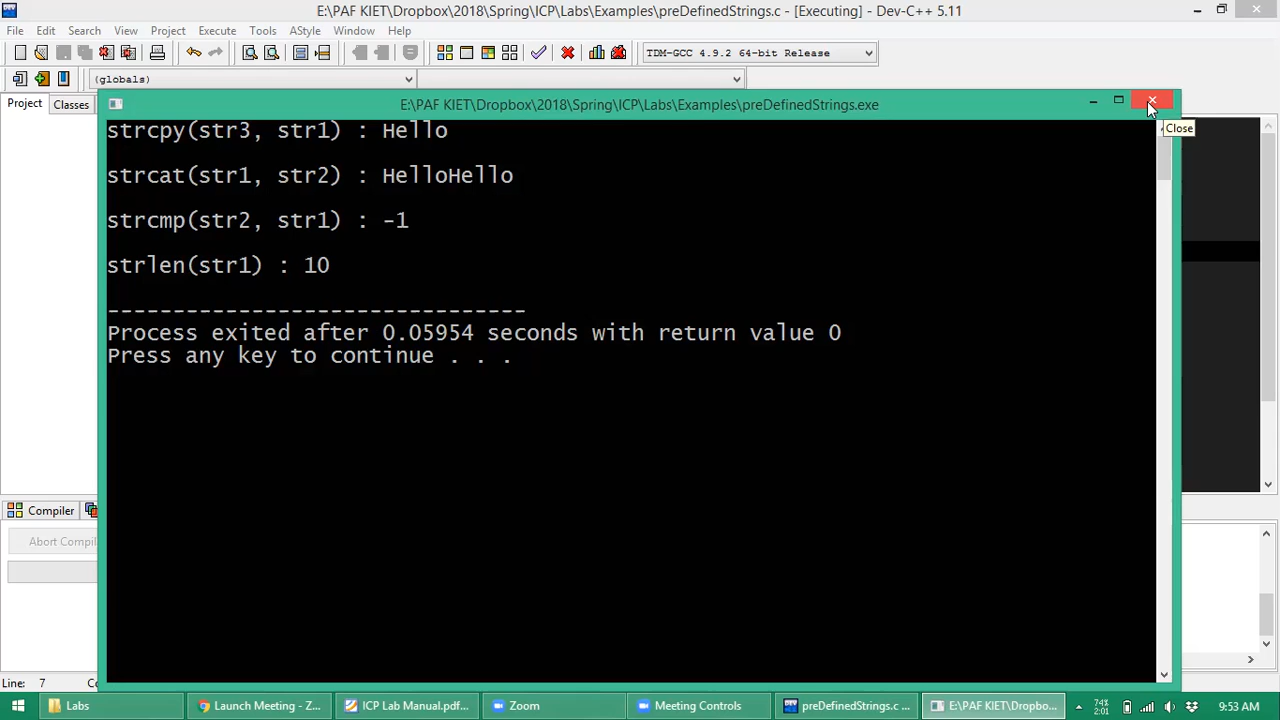 E:\PAF KIET\Dropbox\2018\Spring\ICP\Labs\Examples\preDefinedStrings.c - [Executing] - Dev-C++ 5.11
File Edit Search View Project Execute Tools AStyle Window Help
TDM-GCC 4.9.2 64-bit Release
(globals)
Project Classes
E:\PAF KIET\Dropbox\2018\Spring\ICP\Labs\Examples\preDefinedStrings.exe
Close
strcpy(str3, str1) : Hello
strcat(str1, str2) : HelloHello
strcmp(str2, str1) : -1
strlen(str1) : 10
--------------------------------
Process exited after 0.05954 seconds with return value 0
Press any key to continue . . .
Compiler
Abort Compil
Line: 7
Labs
Launch Meeting - Z...
ICP Lab Manual.pdf...
Zoom
Meeting Controls
preDefinedStrings.c ...
E:\PAF KIET\Dropbo...
74%
2:01
9:53 AM